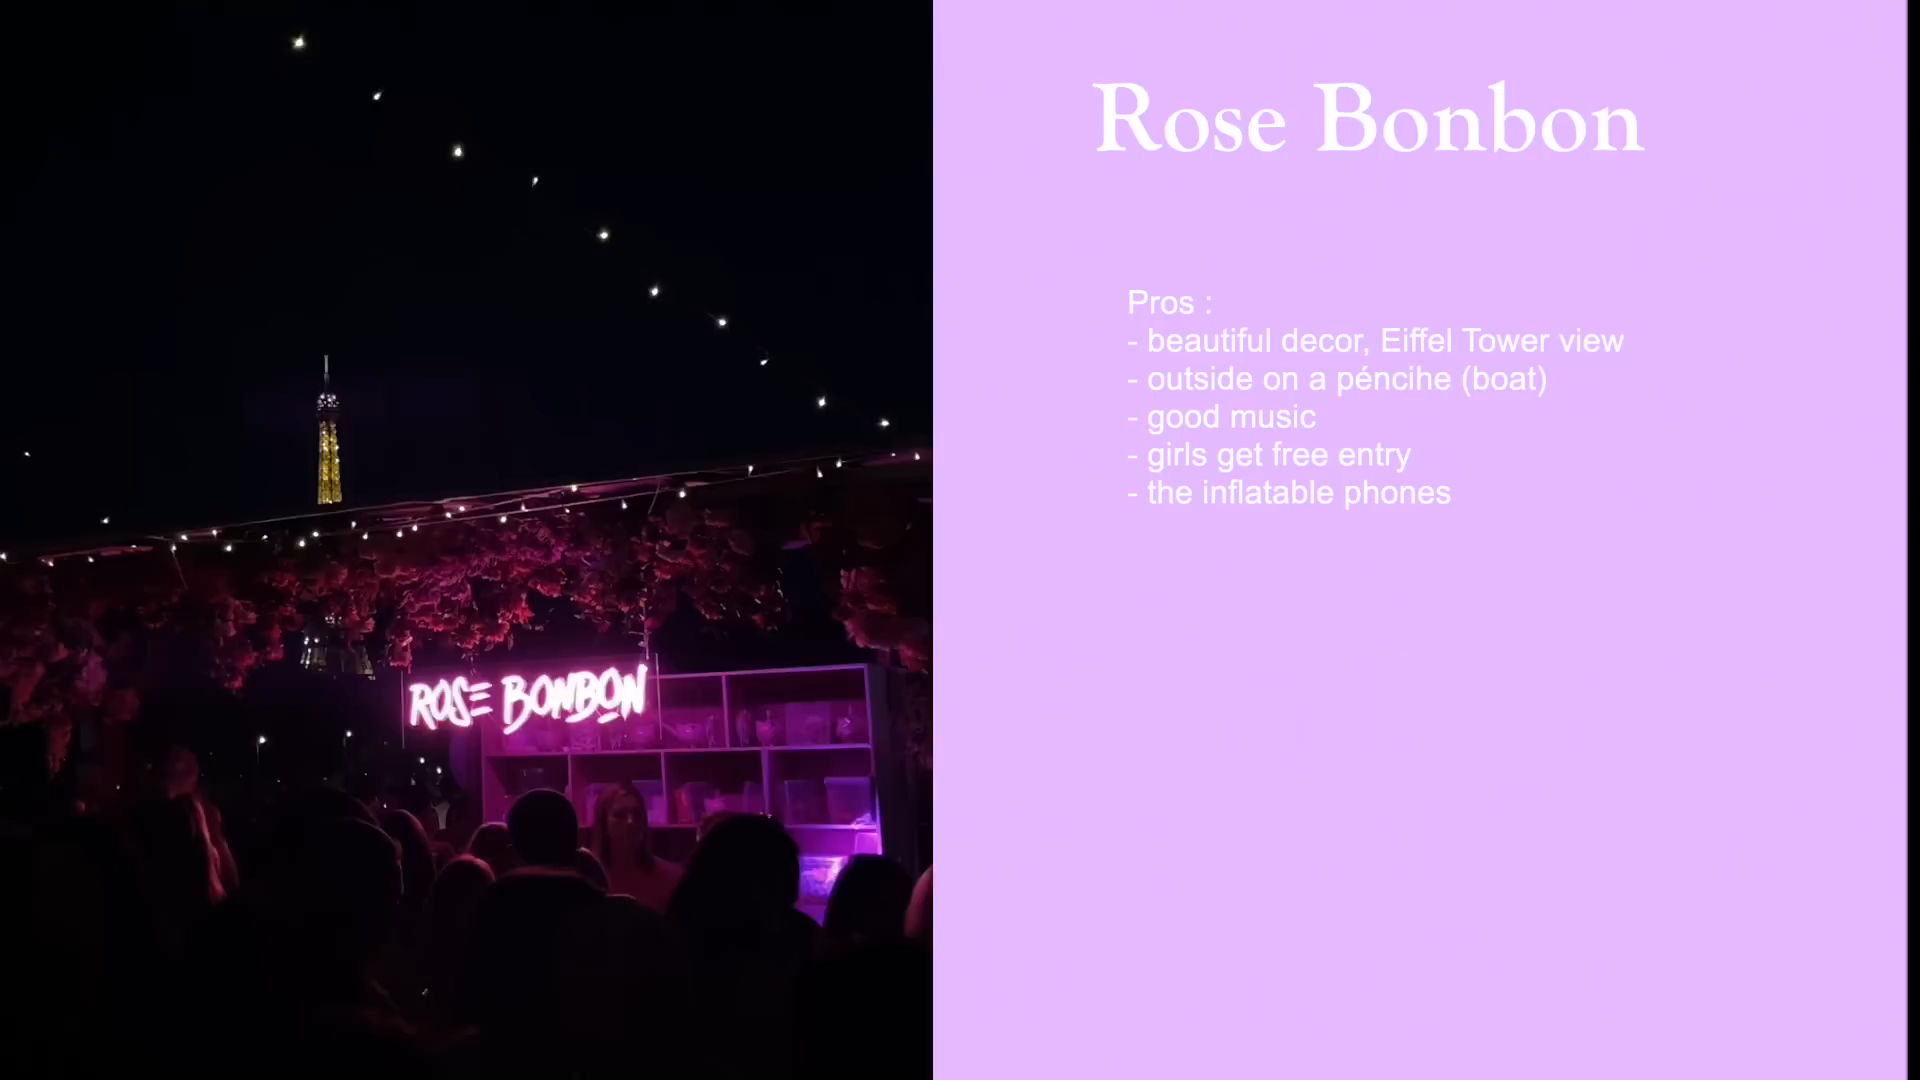 Rose Bonbon
ROSE BONBON
Pros :
- beautiful decor, Eiffel Tower view
- outside on a péncihe (boat)
- good music
- girls get free entry
- the inflatable phones